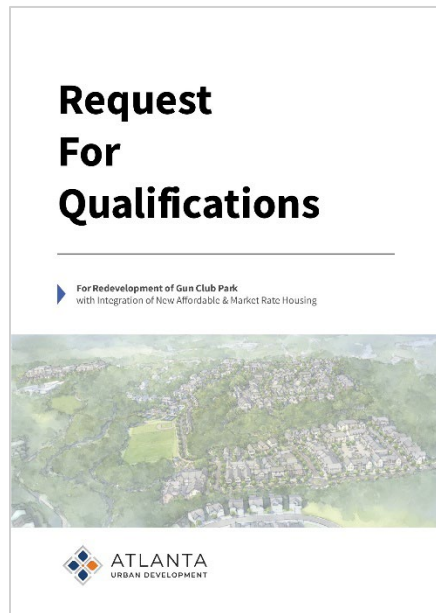 Request
For
Qualifications
For Redevelopment of Gun Club Park
with Integration of New Affordable & Market Rate Housing
ATLANTA
URBAN DEVELOPMENT